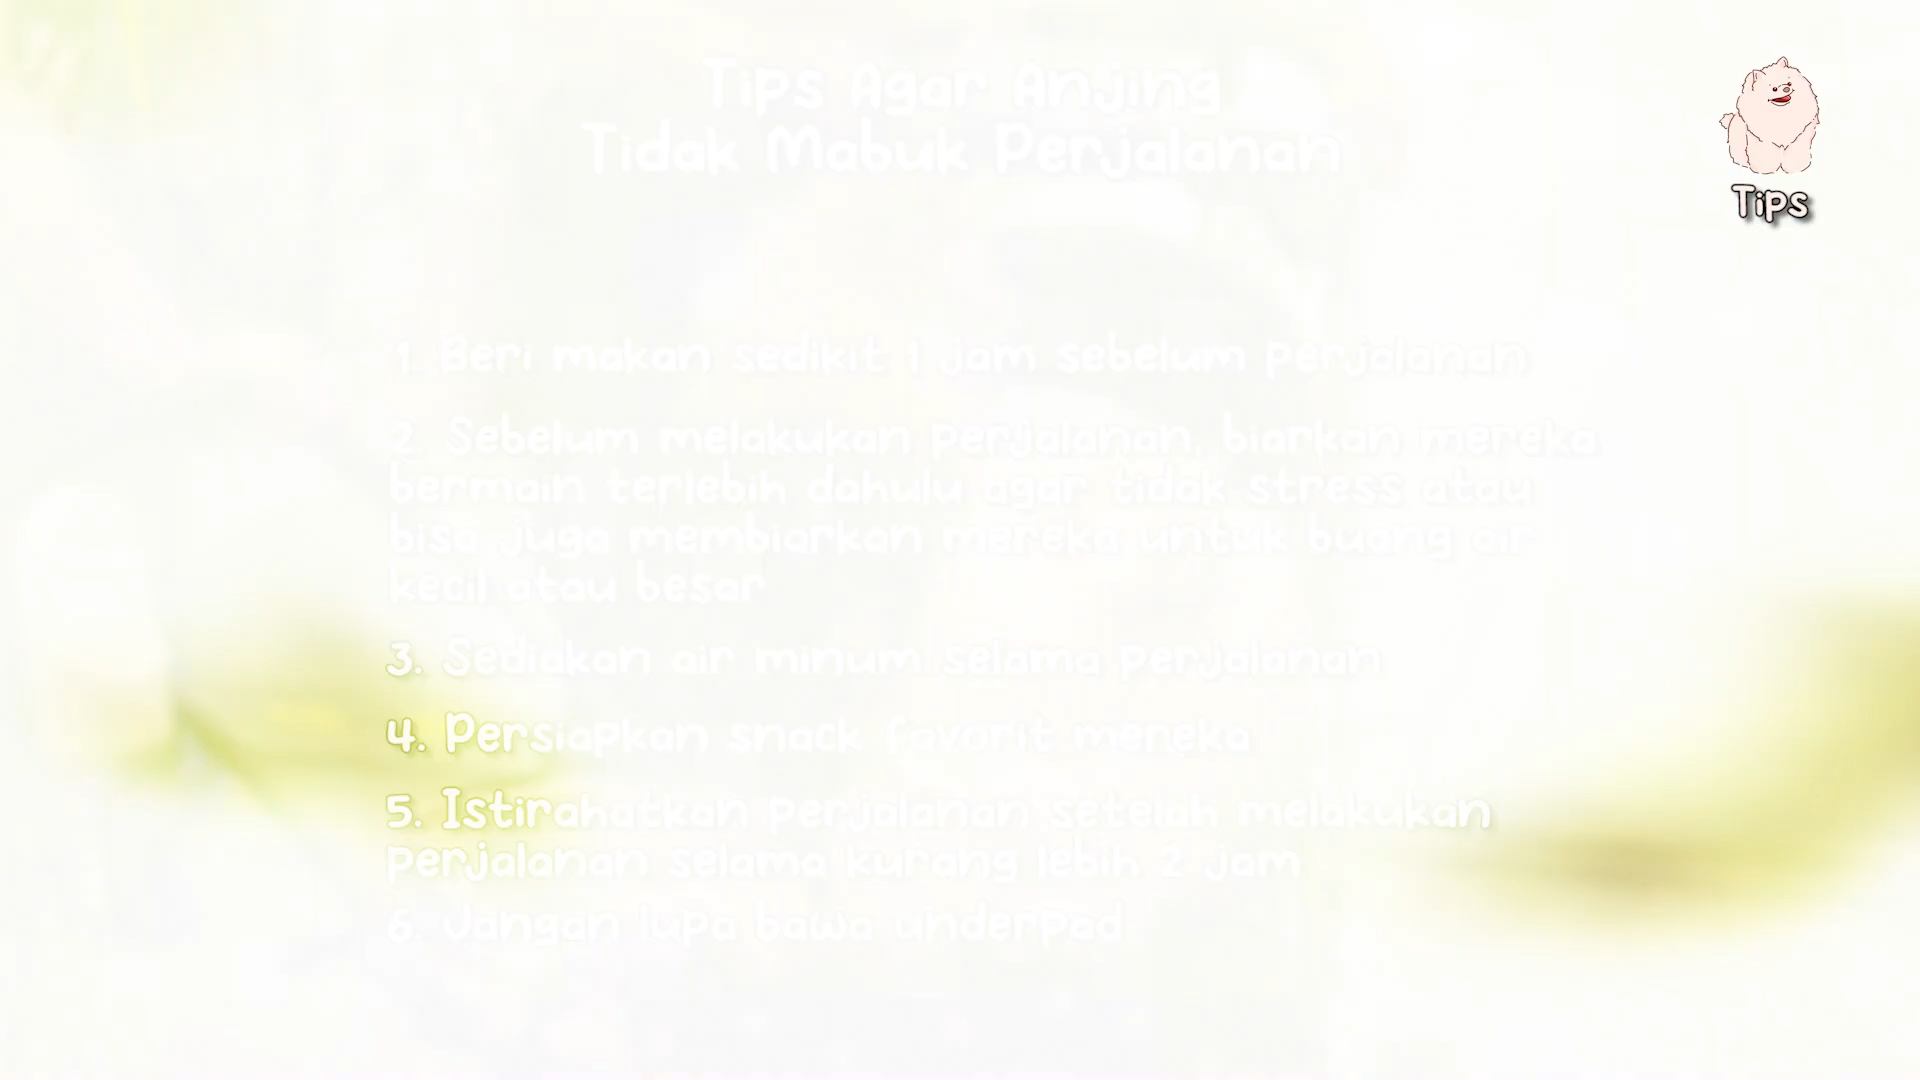 Tips Agar Anjing
Tidak Mabuk Perjalanan
Tips
1. Beri makan sedikit 1 jam sebelum perjalanan
2. Sebelum melakukan perjalanan, biarkan mereka
bermain terlebih dahulu agar tidak stress atau
bisa juga membiarkan mereka untuk buang air
kecil atau besar
3. Sediakan air minum selama perjalanan
4. Persiapkan snack favorit mereka
5. Istirahatkan perjalanan setelah melakukan
perjalanan selama kurang lebih 2 jam
6. Jangan lupa bawa underpad